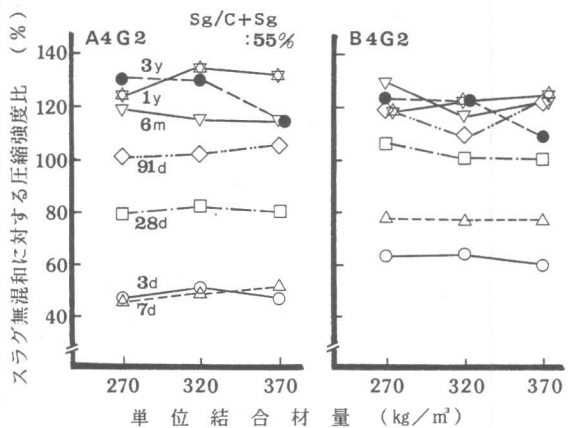 スラグ無混和に対する圧縮強度比 (%)
Sg/C+Sg
A4G2 :55%
B4G2
140
120
100
80
60
40
3y
1y
6m
91d
28d
3d
7d
270 320 370
270 320 370
単位結合材量 (kg/m³)